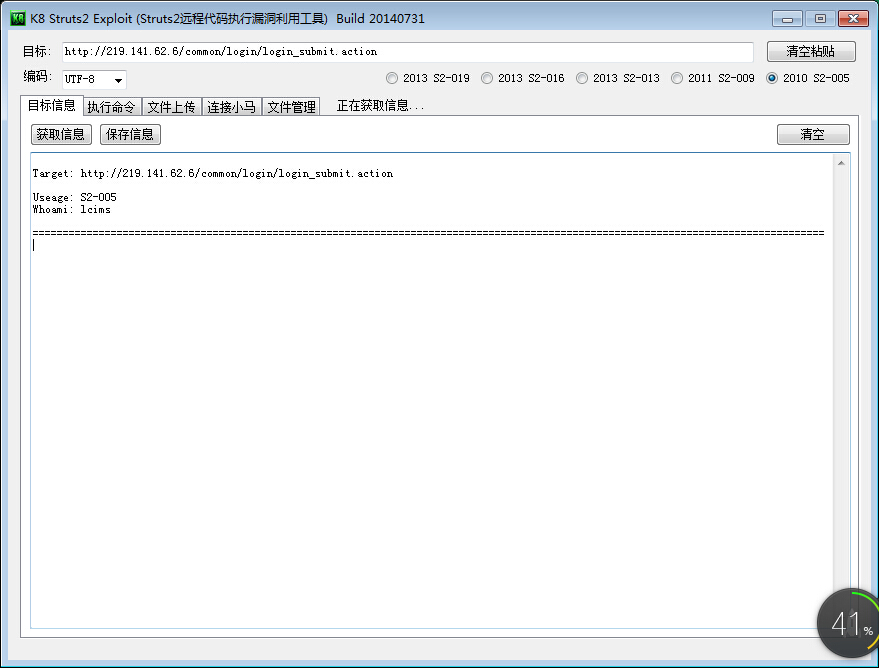 K8 Struts2 Exploit (Struts2远程代码执行漏洞利用工具) Build 20140731
目标: http://219.141.62.6/common/login/login_submit.action 清空粘贴
编码: UTF-8 2013 S2-019 2013 S2-016 2013 S2-013 2011 S2-009 2010 S2-005
目标信息 执行命令 文件上传 连接小马 文件管理 正在获取信息...
获取信息 保存信息 清空
Target: http://219.141.62.6/common/login/login_submit.action
Useage: S2-005
Whoami: lcims
====================================================================================================================================
41%